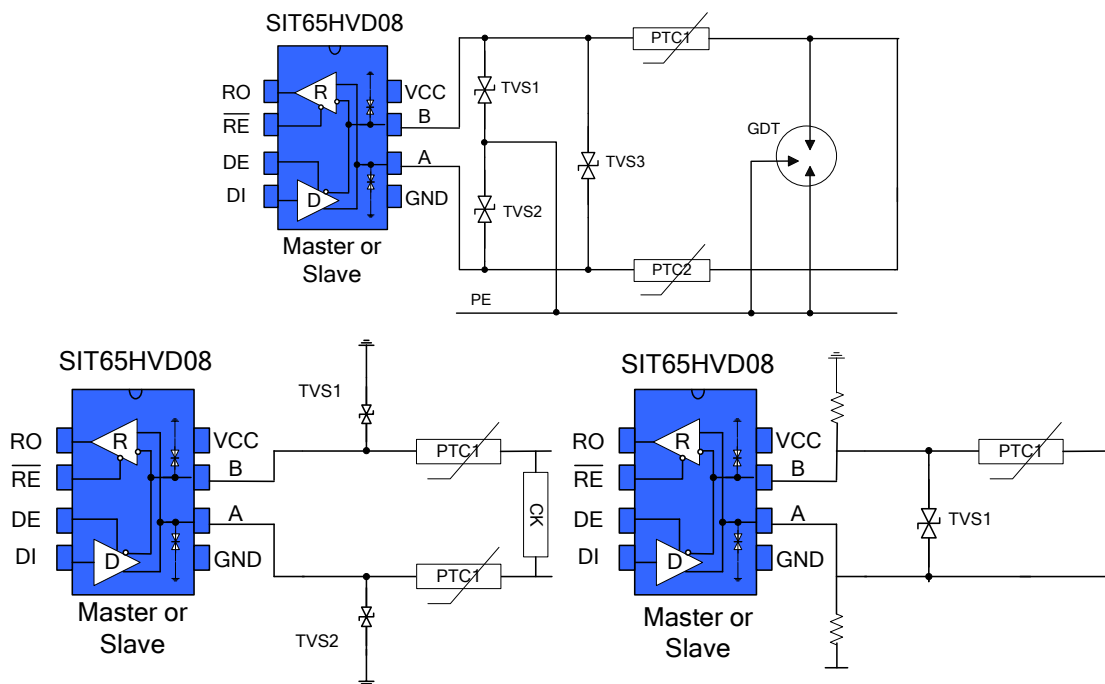 SIT65HVD08
RO
RE
DE
DI
R
D
VCC
B
A
GND
Master or
Slave
TVS1
TVS2
TVS3
PTC1
PTC2
GDT
PE
SIT65HVD08
RO
RE
DE
DI
R
D
VCC
B
A
GND
Master or
Slave
TVS1
TVS2
PTC1
PTC1
CK
SIT65HVD08
RO
RE
DE
DI
R
D
VCC
B
A
GND
Master or
Slave
TVS1
PTC1